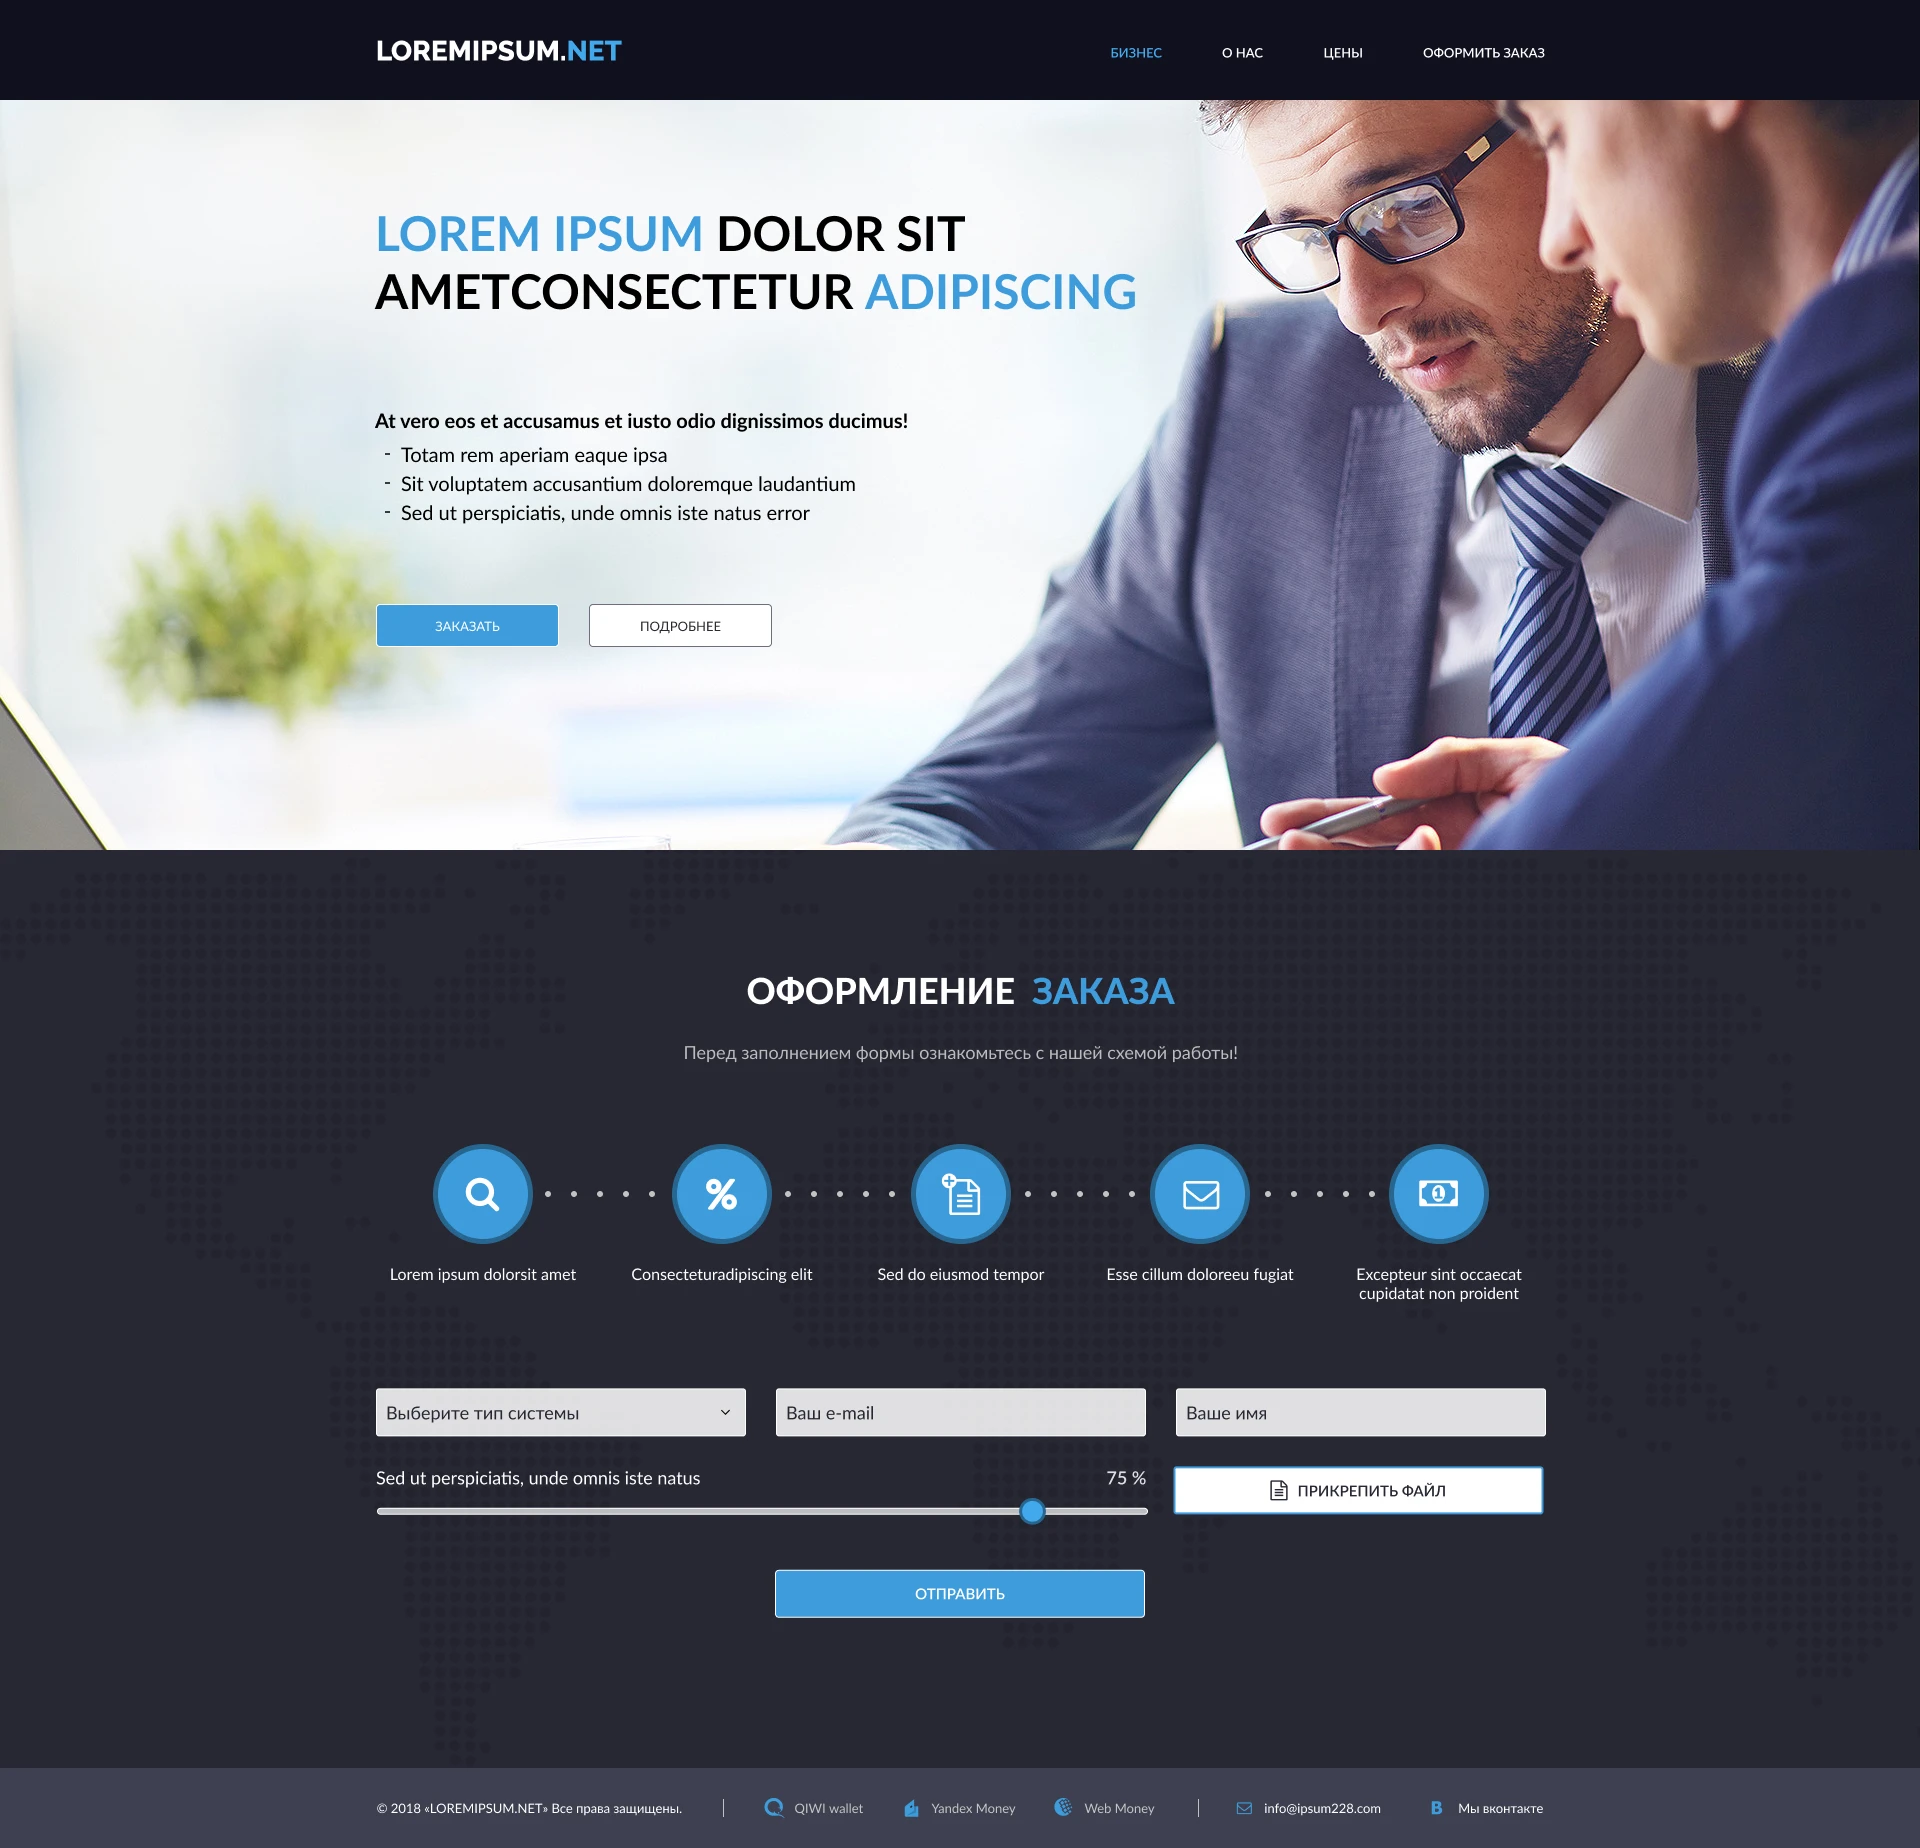 LOREMIPSUM.NET
БИЗНЕС
О НАС
ЦЕНЫ
ОФОРМИТЬ ЗАКАЗ
LOREM IPSUM DOLOR SIT
AMETCONSECTETUR ADIPISCING
At vero eos et accusamus et iusto odio dignissimos ducimus!
- Totam rem aperiam eaque ipsa
- Sit voluptatem accusantium doloremque laudantium
- Sed ut perspiciatis, unde omnis iste natus error
ЗАКАЗАТЬ
ПОДРОБНЕЕ
ОФОРМЛЕНИЕ ЗАКАЗА
Перед заполнением формы ознакомьтесь с нашей схемой работы!
%
1
Lorem ipsum dolorsit amet
Consecteturadipiscing elit
Sed do eiusmod tempor
Esse cillum doloreeu fugiat
Excepteur sint occaecat
cupidatat non proident
Выберите тип системы
Ваш e-mail
Ваше имя
Sed ut perspiciatis, unde omnis iste natus
75 %
ПРИКРЕПИТЬ ФАЙЛ
ОТПРАВИТЬ
© 2018 «LOREMIPSUM.NET» Все права защищены.
QIWI wallet
Yandex Money
Web Money
info@ipsum228.com
В Мы вконтакте